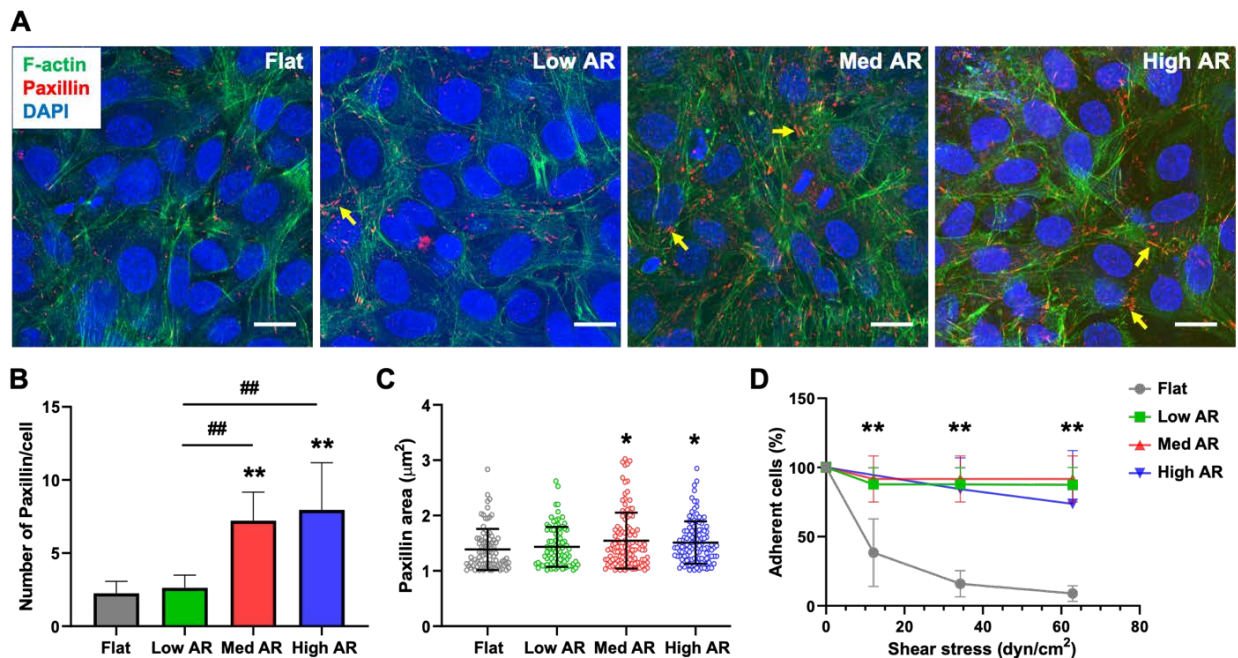 A
F-actin
Paxillin
DAPI
Flat
Low AR
Med AR
High AR
B
Number of Paxillin/cell
15
10
5
0
##
##
**
**
Flat
Low AR
Med AR
High AR
C
Paxillin area (μm²)
4
3
2
1
0
*
*
Flat
Low AR
Med AR
High AR
D
Adherent cells (%)
150
100
50
0
**
**
**
0
20
40
60
80
Shear stress (dyn/cm²)
Flat
Low AR
Med AR
High AR